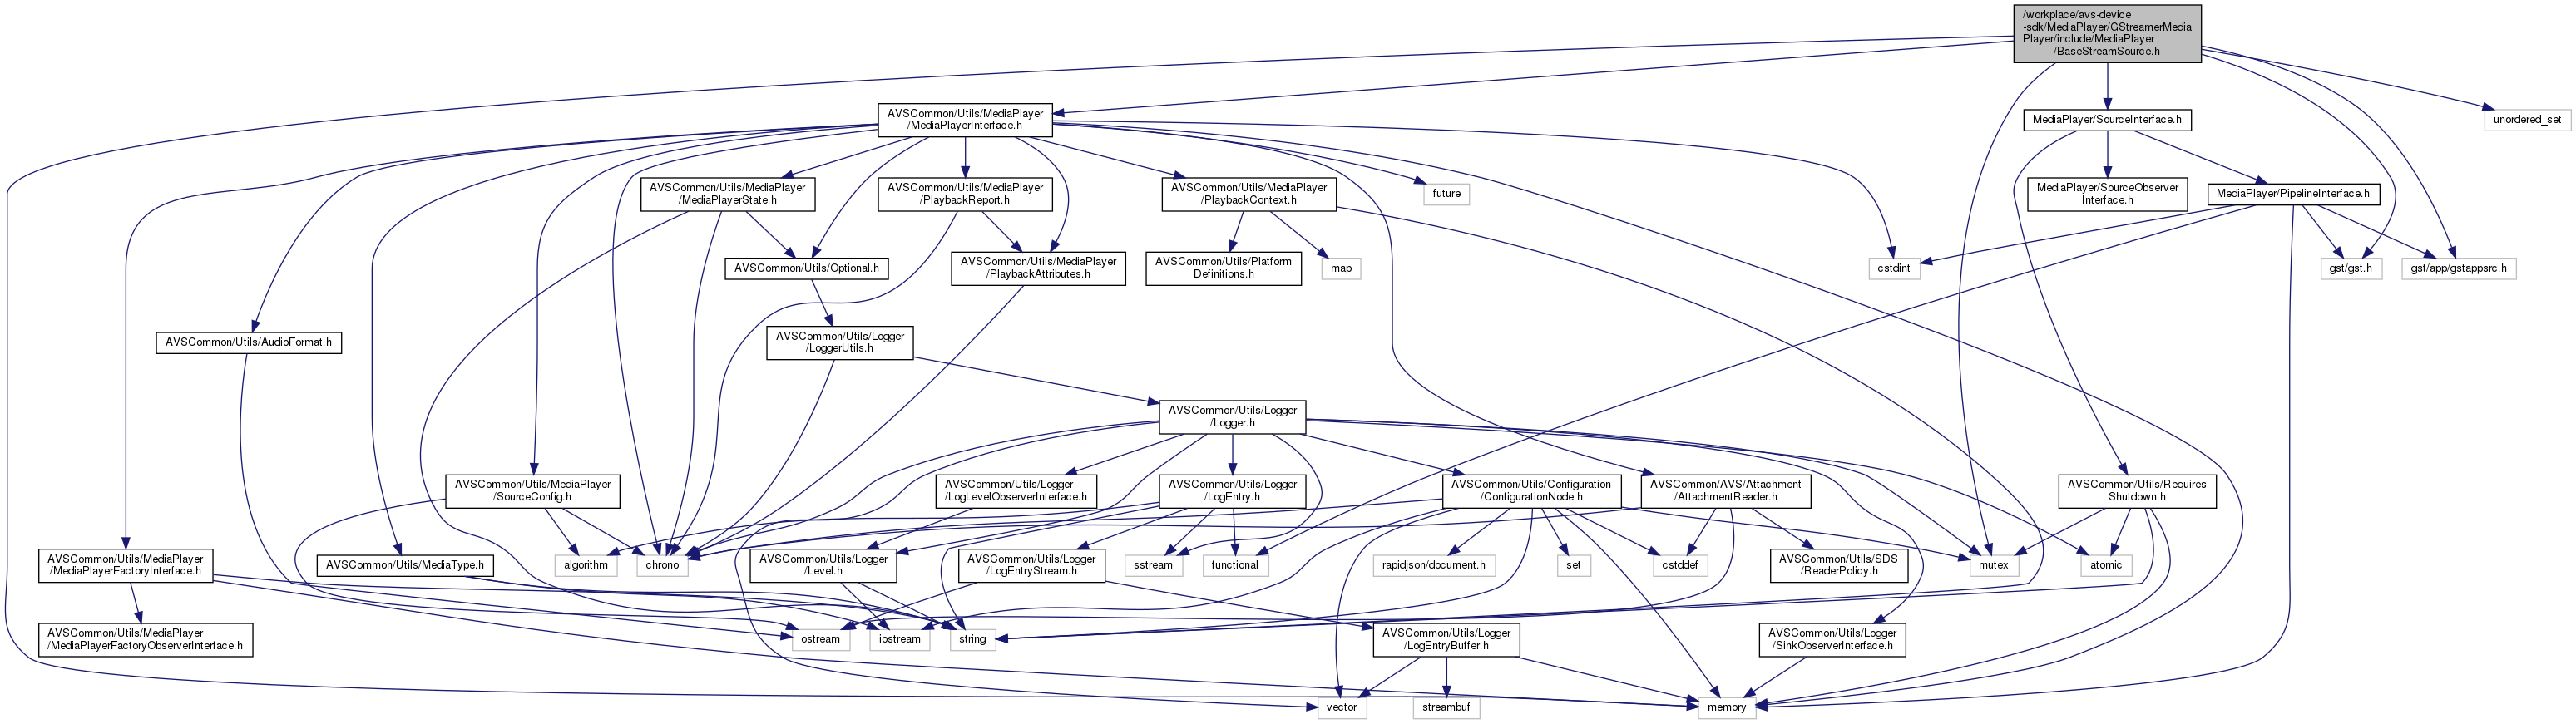 /workplace/avs-device
-sdk/MediaPlayer/GStreamerMedia
Player/include/MediaPlayer
/BaseStreamSource.h
AVSCommon/Utils/MediaPlayer
/MediaPlayerInterface.h
MediaPlayer/SourceInterface.h
unordered_set
AVSCommon/Utils/MediaPlayer
/MediaPlayerState.h
AVSCommon/Utils/MediaPlayer
/PlaybackReport.h
AVSCommon/Utils/MediaPlayer
/PlaybackContext.h
future
MediaPlayer/SourceObserver
Interface.h
MediaPlayer/PipelineInterface.h
AVSCommon/Utils/Optional.h
AVSCommon/Utils/MediaPlayer
/PlaybackAttributes.h
AVSCommon/Utils/Platform
Definitions.h
map
cstdint
gst/gst.h
gst/app/gstappsrc.h
AVSCommon/Utils/AudioFormat.h
AVSCommon/Utils/Logger
/LoggerUtils.h
AVSCommon/Utils/Logger
/Logger.h
AVSCommon/Utils/MediaPlayer
/SourceConfig.h
AVSCommon/Utils/Logger
/LogLevelObserverInterface.h
AVSCommon/Utils/Logger
/LogEntry.h
AVSCommon/Utils/Configuration
/ConfigurationNode.h
AVSCommon/AVS/Attachment
/AttachmentReader.h
AVSCommon/Utils/Requires
Shutdown.h
AVSCommon/Utils/MediaPlayer
/MediaPlayerFactoryInterface.h
AVSCommon/Utils/MediaType.h
algorithm
chrono
AVSCommon/Utils/Logger
/Level.h
AVSCommon/Utils/Logger
/LogEntryStream.h
sstream
functional
rapidjson/document.h
set
cstddef
AVSCommon/Utils/SDS
/ReaderPolicy.h
mutex
atomic
AVSCommon/Utils/MediaPlayer
/MediaPlayerFactoryObserverInterface.h
ostream
iostream
string
AVSCommon/Utils/Logger
/LogEntryBuffer.h
AVSCommon/Utils/Logger
/SinkObserverInterface.h
vector
streambuf
memory